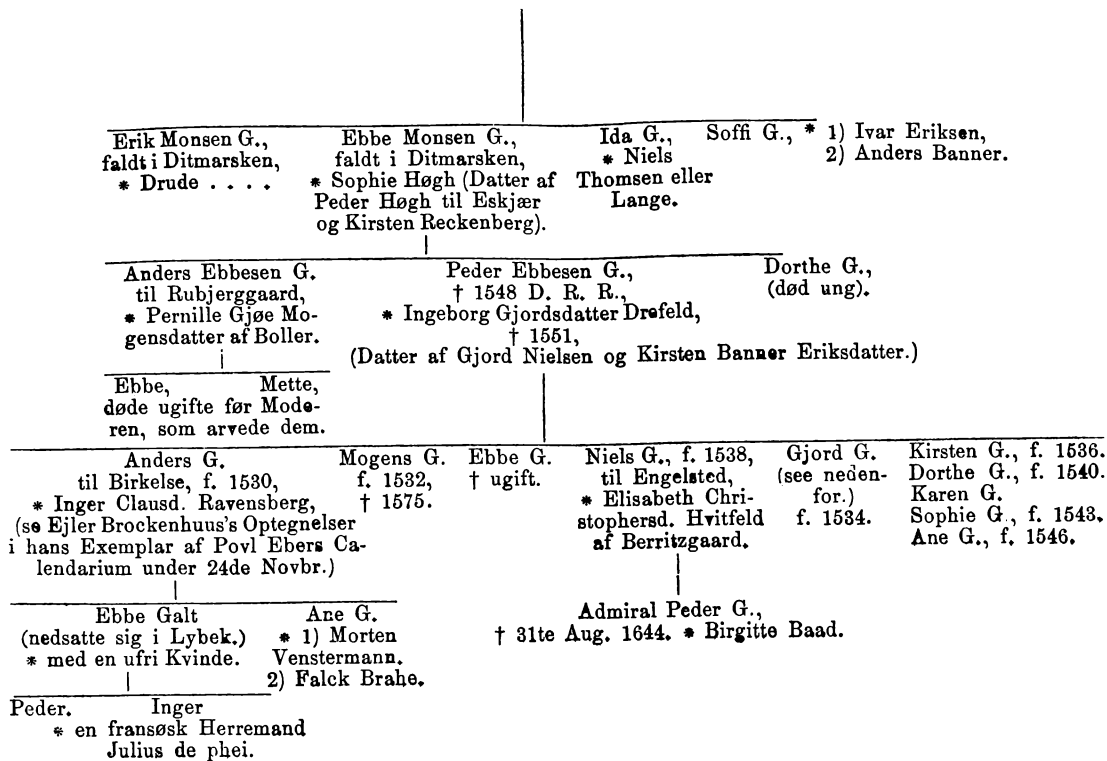 Erik Monsen G.,
faldt i Ditmarsken,
* Drude . . . .
Ebbe Monsen G.,
faldt i Ditmarsken,
* Sophie Høgh (Datter af
Peder Høgh til Eskjær
og Kirsten Reckenberg).
Ida G.,
* Niels
Thomsen eller
Lange.
Soffi G., * 1) Ivar Eriksen,
2) Anders Banner.
Anders Ebbesen G.
til Rubjerggaard,
* Pernille Gjøe Mo-
gensdatter af Boller.
Peder Ebbesen G.,
† 1548 D. R. R.,
* Ingeborg Gjordsdatter Drefeld,
† 1551,
(Datter af Gjord Nielsen og Kirsten Banner Eriksdatter.)
Dorthe G.,
(død ung).
Ebbe, Mette,
døde ugifte før Mode-
ren, som arvede dem.
Anders G.
til Birkelse, f. 1530,
* Inger Clausd. Ravensberg,
(se Ejler Brockenhuus's Optegnelser
i hans Exemplar af Povl Ebers Ca-
lendarium under 24de Novbr.)
Mogens G.
f. 1532,
† 1575.
Ebbe G.
† ugift.
Niels G., f. 1538,
til Engelsted,
* Elisabeth Chri-
stophersd. Hvitfeld
af Berritzgaard.
Gjord G.
(see neden-
for.)
f. 1534.
Kirsten G., f. 1536.
Dorthe G., f. 1540.
Karen G.
Sophie G., f. 1543.
Ane G., f. 1546.
Ebbe Galt
(nedsatte sig i Lybek.)
* med en ufri Kvinde.
Ane G.
* 1) Morten
Venstermann.
2) Falck Brahe.
Admiral Peder G.,
† 31te Aug. 1644. * Birgitte Baad.
Peder. Inger
* en fransøsk Herremand
Julius de phei.